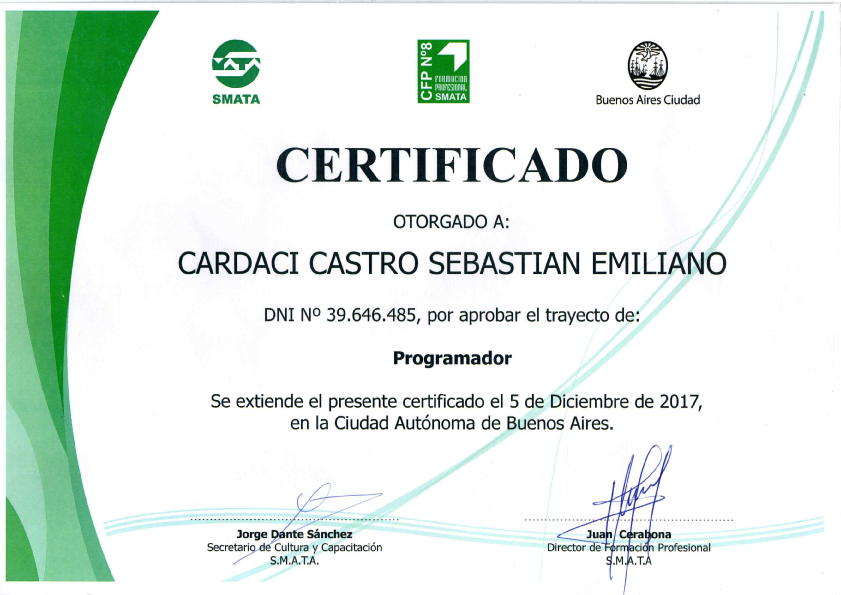 SMATA
CFP Nº8
FORMACION
PROFESIONAL
SMATA
Buenos Aires Ciudad
CERTIFICADO
OTORGADO A:
CARDACI CASTRO SEBASTIAN EMILIANO
DNI Nº 39.646.485, por aprobar el trayecto de:
Programador
Se extiende el presente certificado el 5 de Diciembre de 2017,
en la Ciudad Autónoma de Buenos Aires.
Jorge Dante Sánchez
Secretario de Cultura y Capacitación
S.M.A.T.A.
Juan Cerabona
Director de Formación Profesional
S.M.A.T.A